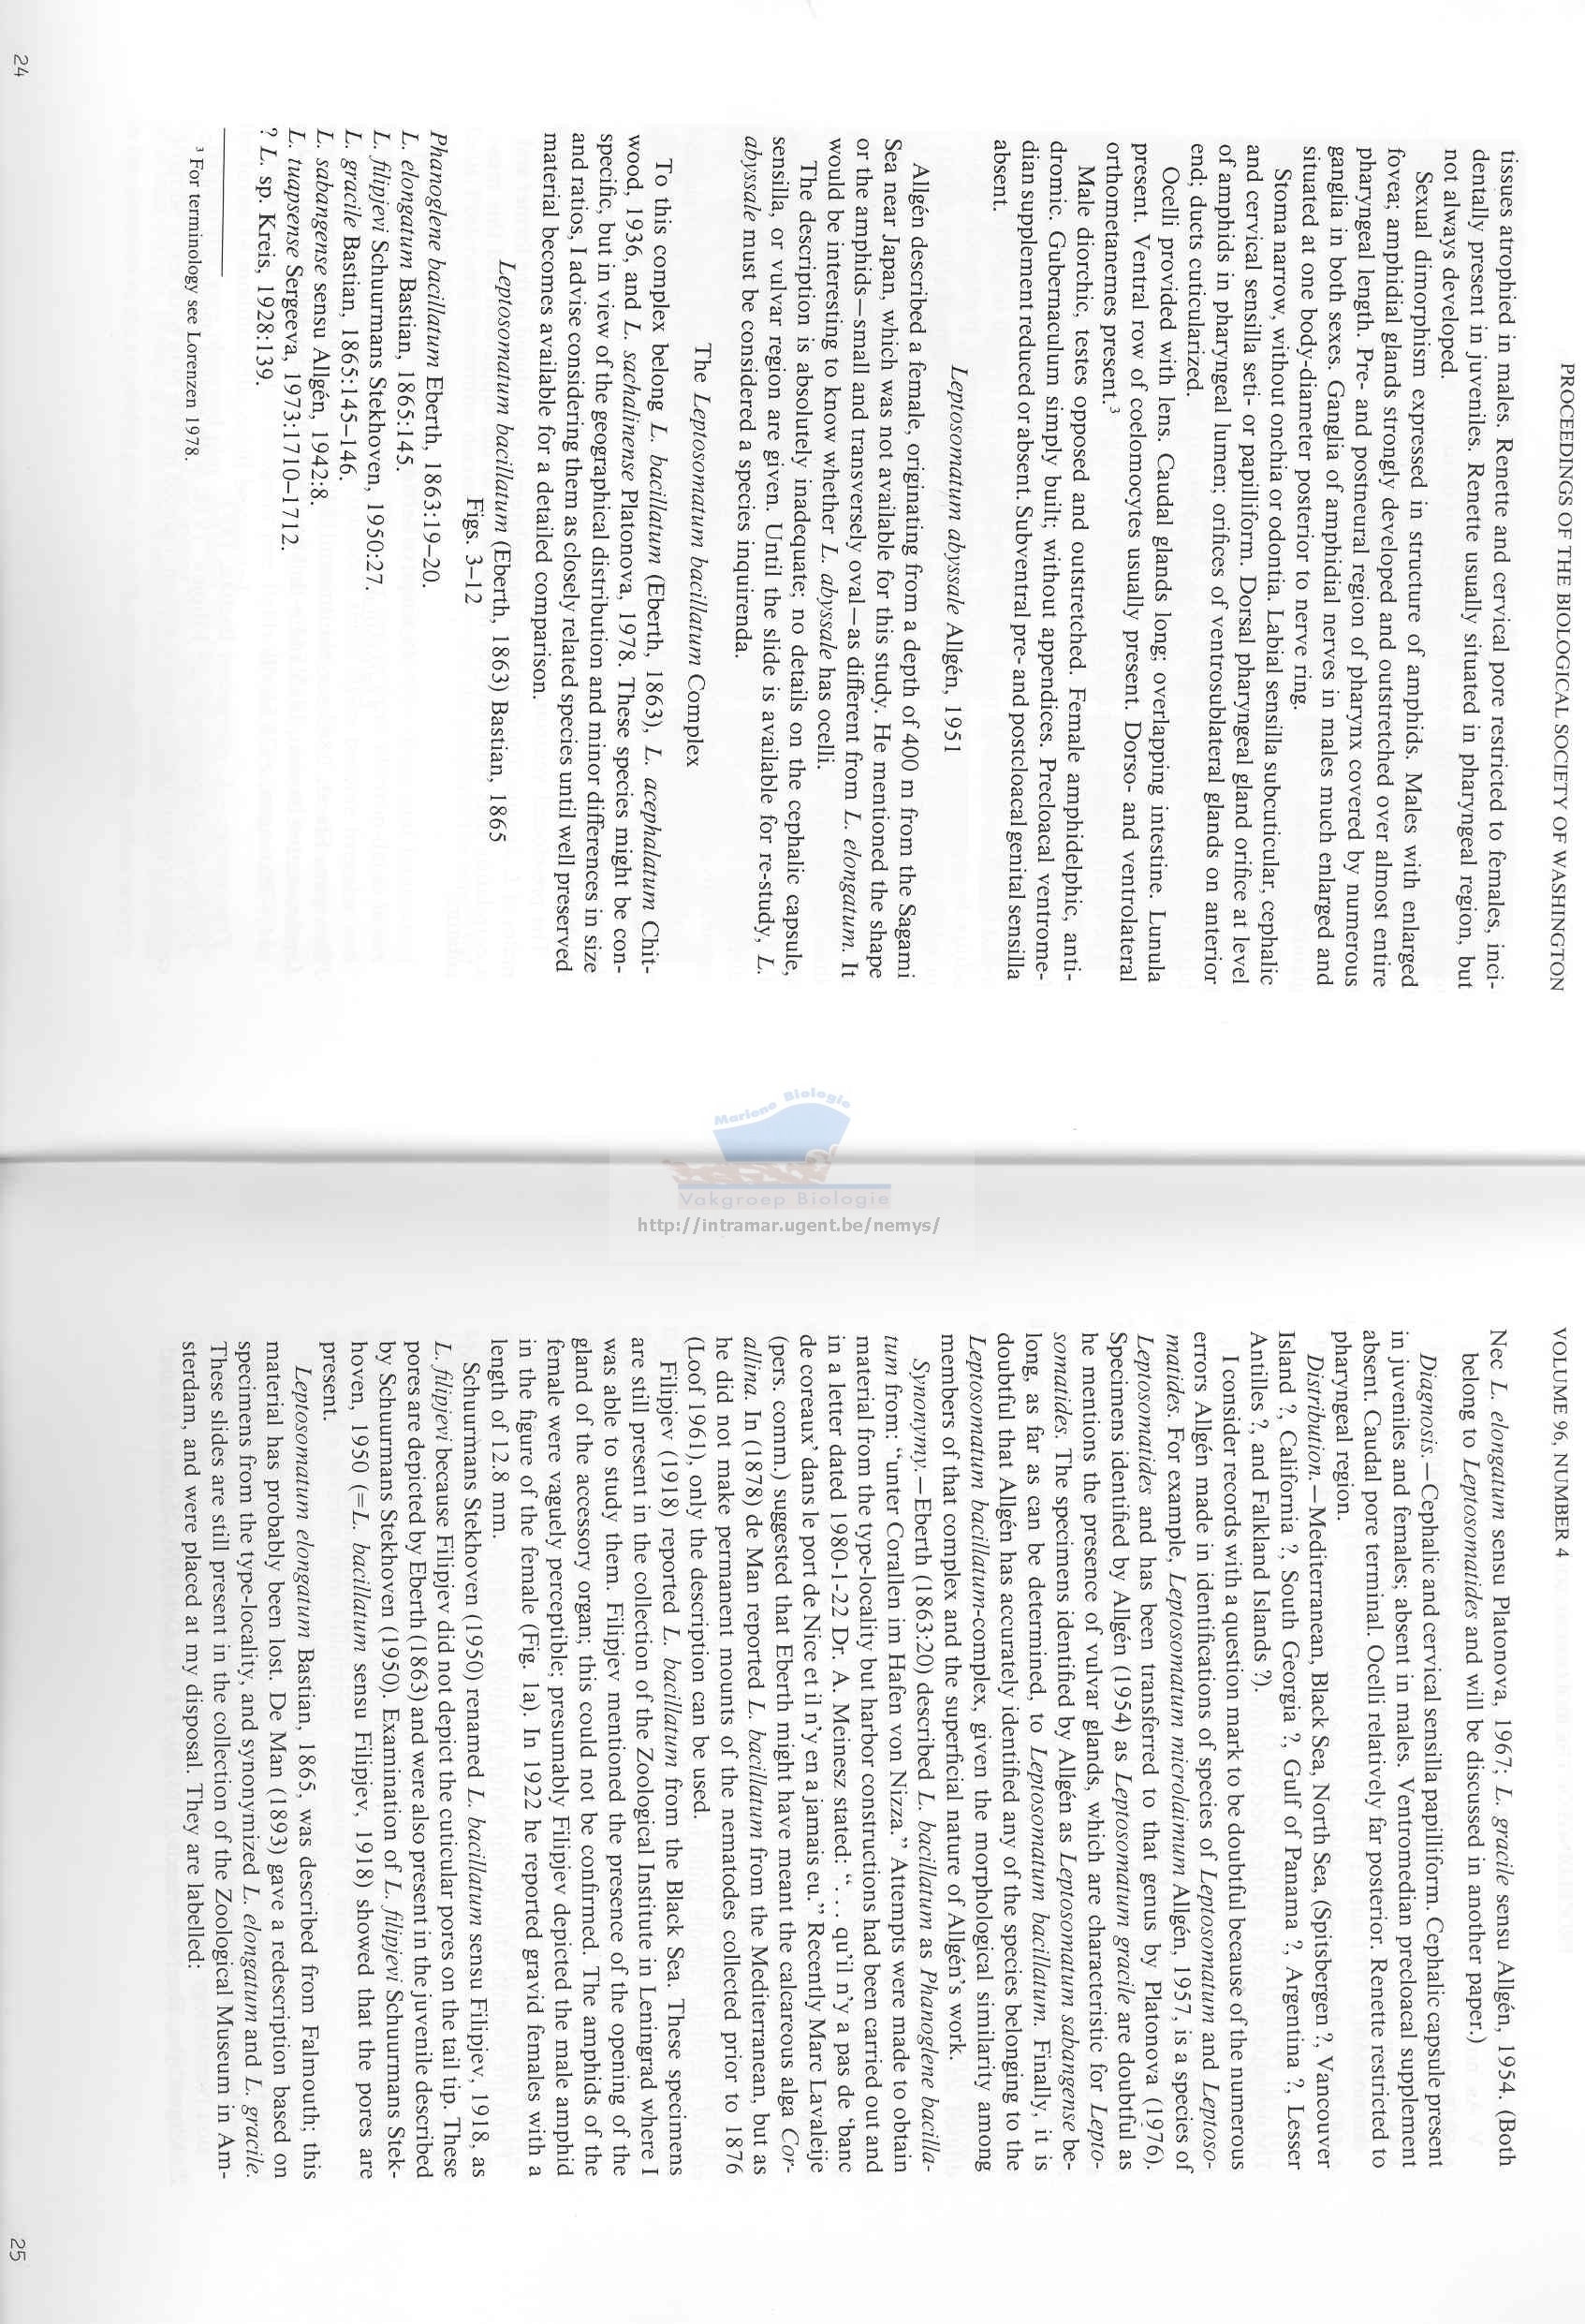 PROCEEDINGS OF THE BIOLOGICAL SOCIETY OF WASHINGTON
tissues atrophied in males. Renette and cervical pore restricted to females, inci-
dentally present in juveniles. Renette usually situated in pharyngeal region, but
not always developed.
Sexual dimorphism expressed in structure of amphids. Males with enlarged
fovea; amphidial glands strongly developed and outstretched over almost entire
pharyngeal length. Pre- and postneural region of pharynx covered by numerous
ganglia in both sexes. Ganglia of amphidial nerves in males much enlarged and
situated at one body-diameter posterior to nerve ring.
Stoma narrow, without onchia or odontia. Labial sensilla subcuticular, cephalic
and cervical sensilla seti- or papilliform. Dorsal pharyngeal gland orifice at level
of amphids in pharyngeal lumen; orifices of ventrosublateral glands on anterior
end; ducts cuticularized.
Ocelli provided with lens. Caudal glands long; overlapping intestine. Lunula
present. Ventral row of coelomocytes usually present. Dorso- and ventrolateral
orthometanemes present.³
Male diorchic, testes opposed and outstretched. Female amphidelphic, anti-
dromic. Gubernaculum simply built; without appendices. Precloacal ventrome-
dian supplement reduced or absent. Subventral pre- and postcloacal genital sensilla
absent.
Leptosomatum abyssale Allgén, 1951
Allgén described a female, originating from a depth of 400 m from the Sagami
Sea near Japan, which was not available for this study. He mentioned the shape
or the amphids—small and transversely oval—as different from L. elongatum. It
would be interesting to know whether L. abyssale has ocelli.
The description is absolutely inadequate; no details on the cephalic capsule,
sensilla, or vulvar region are given. Until the slide is available for re-study, L.
abyssale must be considered a species inquirenda.
The Leptosomatum bacillatum Complex
To this complex belong L. bacillatum (Eberth, 1863), L. acephalatum Chit-
wood, 1936, and L. sachalinense Platonova, 1978. These species might be con-
specific, but in view of the geographical distribution and minor differences in size
and ratios, I advise considering them as closely related species until well preserved
material becomes available for a detailed comparison.
Leptosomatum bacillatum (Eberth, 1863) Bastian, 1865
Figs. 3–12
Phanoglene bacillatum Eberth, 1863:19–20.
L. elongatum Bastian, 1865:145.
L. filipjevi Schuurmans Stekhoven, 1950:27.
L. gracile Bastian, 1865:145–146.
L. sabangense sensu Allgén, 1942:8.
L. tuapsense Sergeeva, 1973:1710–1712.
? L. sp. Kreis, 1928:139.
³ For terminology see Lorenzen 1978.
24
Mariene Biologie
Vakgroep Biologie
http://intramar.ugent.be/nemys/
VOLUME 96, NUMBER 4
Nec L. elongatum sensu Platonova, 1967; L. gracile sensu Allgén, 1954. (Both
belong to Leptosomatides and will be discussed in another paper.)
Diagnosis.—Cephalic and cervical sensilla papilliform. Cephalic capsule present
in juveniles and females; absent in males. Ventromedian precloacal supplement
absent. Caudal pore terminal. Ocelli relatively far posterior. Renette restricted to
pharyngeal region.
Distribution.—Mediterranean, Black Sea, North Sea, (Spitsbergen ?, Vancouver
Island ?, California ?, South Georgia ?, Gulf of Panama ?, Argentina ?, Lesser
Antilles ?, and Falkland Islands ?).
I consider records with a question mark to be doubtful because of the numerous
errors Allgén made in identifications of species of Leptosomatum and Leptoso-
matides. For example, Leptosomatum microlaimum Allgén, 1957, is a species of
Leptosomatides and has been transferred to that genus by Platonova (1976).
Specimens identified by Allgén (1954) as Leptosomatum gracile are doubtful as
he mentions the presence of vulvar glands, which are characteristic for Lepto-
somatides. The specimens identified by Allgén as Leptosomatum sabangense be-
long, as far as can be determined, to Leptosomatum bacillatum. Finally, it is
doubtful that Allgén has accurately identified any of the species belonging to the
Leptosomatum bacillatum-complex, given the morphological similarity among
members of that complex and the superficial nature of Allgén's work.
Synonymy.—Eberth (1863:20) described L. bacillatum as Phanoglene bacilla-
tum from: "unter Corallen im Hafen von Nizza." Attempts were made to obtain
material from the type-locality but harbor constructions had been carried out and
in a letter dated 1980-1-22 Dr. A. Meinesz stated: ". . . qu'il n'y a pas de 'banc
de coreaux' dans le port de Nice et il n'y en a jamais eu." Recently Marc Lavaleije
(pers. comm.) suggested that Eberth might have meant the calcareous alga Cor-
allina. In (1878) de Man reported L. bacillatum from the Mediterranean, but as
he did not make permanent mounts of the nematodes collected prior to 1876
(Loof 1961), only the description can be used.
Filipjev (1918) reported L. bacillatum from the Black Sea. These specimens
are still present in the collection of the Zoological Institute in Leningrad where I
was able to study them. Filipjev mentioned the presence of the opening of the
gland of the accessory organ; this could not be confirmed. The amphids of the
female were vaguely perceptible; presumably Filipjev depicted the male amphid
in the figure of the female (Fig. 1a). In 1922 he reported gravid females with a
length of 12.8 mm.
Schuurmans Stekhoven (1950) renamed L. bacillatum sensu Filipjev, 1918, as
L. filipjevi because Filipjev did not depict the cuticular pores on the tail tip. These
pores are depicted by Eberth (1863) and were also present in the juvenile described
by Schuurmans Stekhoven (1950). Examination of L. filipjevi Schuurmans Stek-
hoven, 1950 (=L. bacillatum sensu Filipjev, 1918) showed that the pores are
present.
Leptosomatum elongatum Bastian, 1865, was described from Falmouth; this
material has probably been lost. De Man (1893) gave a redescription based on
specimens from the type-locality, and synonymized L. elongatum and L. gracile.
These slides are still present in the collection of the Zoological Museum in Am-
sterdam, and were placed at my disposal. They are labelled:
25